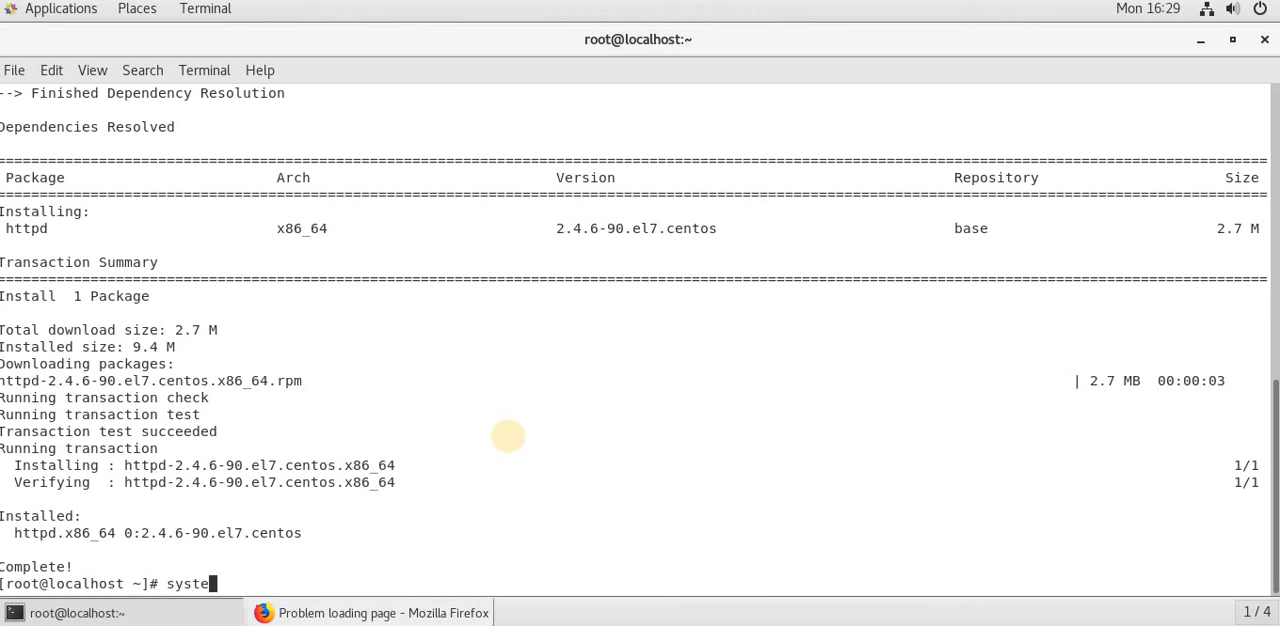 Applications Places Terminal Mon 16:29
root@localhost:~
File Edit View Search Terminal Help
--> Finished Dependency Resolution
Dependencies Resolved
================================================================================
Package Arch Version Repository Size
================================================================================
Installing:
httpd x86_64 2.4.6-90.el7.centos base 2.7 M
Transaction Summary
================================================================================
Install 1 Package
Total download size: 2.7 M
Installed size: 9.4 M
Downloading packages:
httpd-2.4.6-90.el7.centos.x86_64.rpm | 2.7 MB 00:00:03
Running transaction check
Running transaction test
Transaction test succeeded
Running transaction
Installing : httpd-2.4.6-90.el7.centos.x86_64 1/1
Verifying : httpd-2.4.6-90.el7.centos.x86_64 1/1
Installed:
httpd.x86_64 0:2.4.6-90.el7.centos
Complete!
[root@localhost ~]# syste
root@localhost:~ Problem loading page - Mozilla Firefox 1 / 4